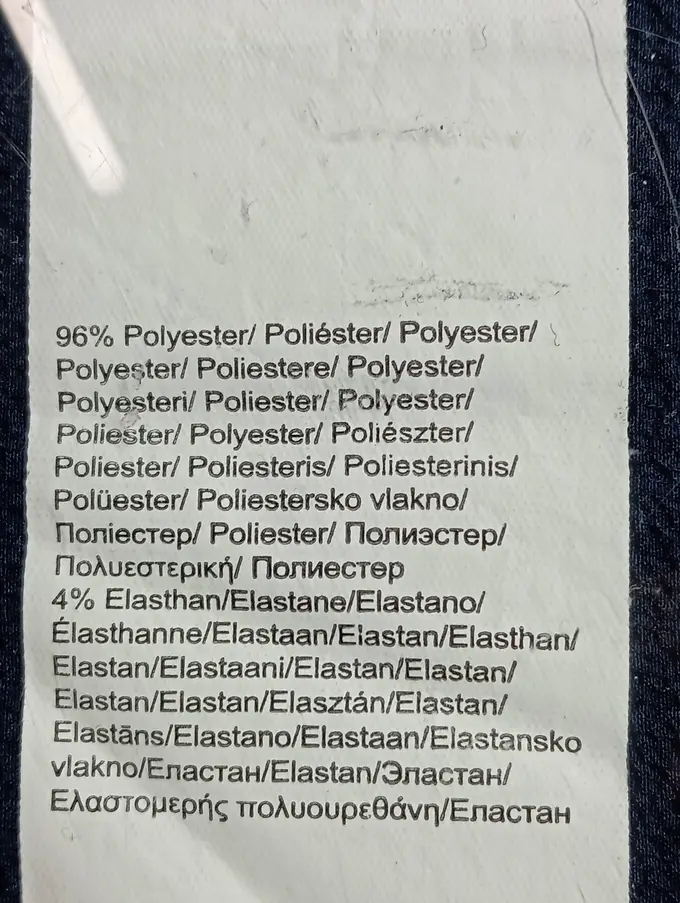 96% Polyester/ Poliéster/ Polyester/
Polyester/ Poliestere/ Polyester/
Polyesteri/ Poliester/ Polyester/
Poliester/ Polyester/ Poliészter/
Poliester/ Poliesteris/ Poliesterinis/
Polüester/ Poliestersko vlakno/
Поліестер/ Poliester/ Полиэстер/
Πολυεστερική/ Полиестер
4% Elasthan/Elastane/Elastano/
Élasthanne/Elastaan/Elastan/Elasthan/
Elastan/Elastaani/Elastan/Elastan/
Elastan/Elastan/Elasztán/Elastan/
Elastāns/Elastano/Elastaan/Elastansko
vlakno/Еластан/Elastan/Эластан/
Ελαστομερής πολυουρεθάνη/Еластан